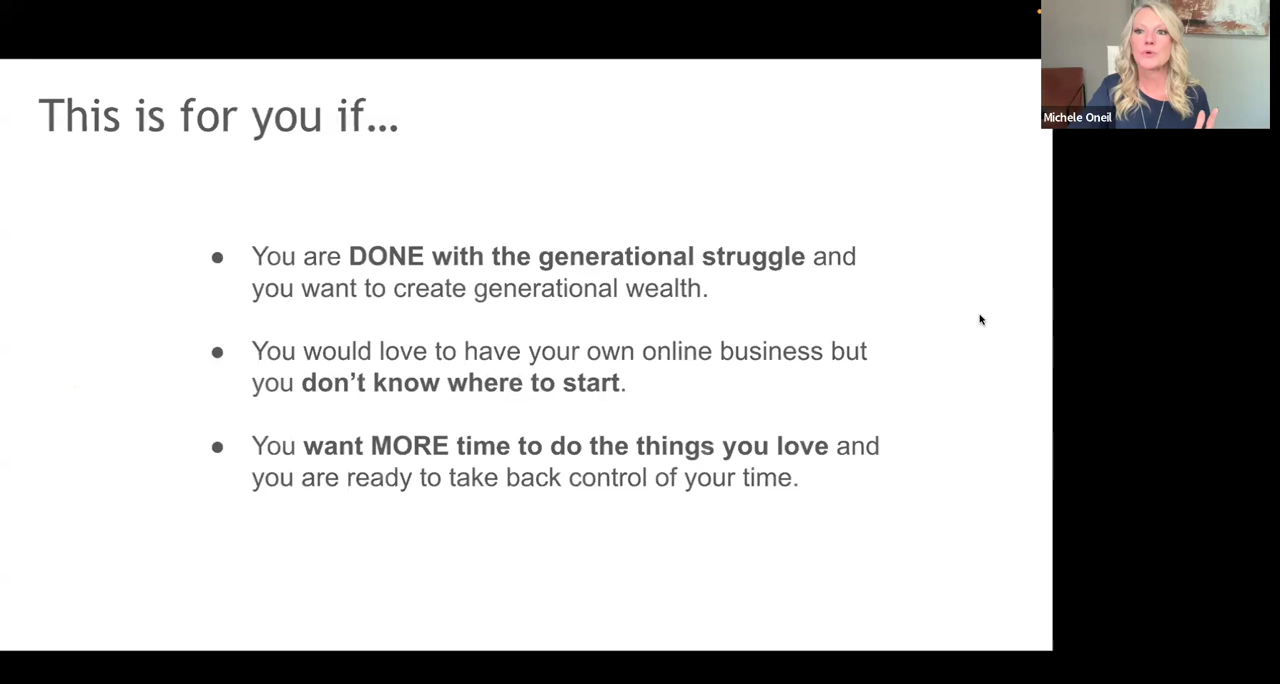 This is for you if...
Michele Oneil
● You are DONE with the generational struggle and
you want to create generational wealth.
● You would love to have your own online business but
you don’t know where to start.
● You want MORE time to do the things you love and
you are ready to take back control of your time.